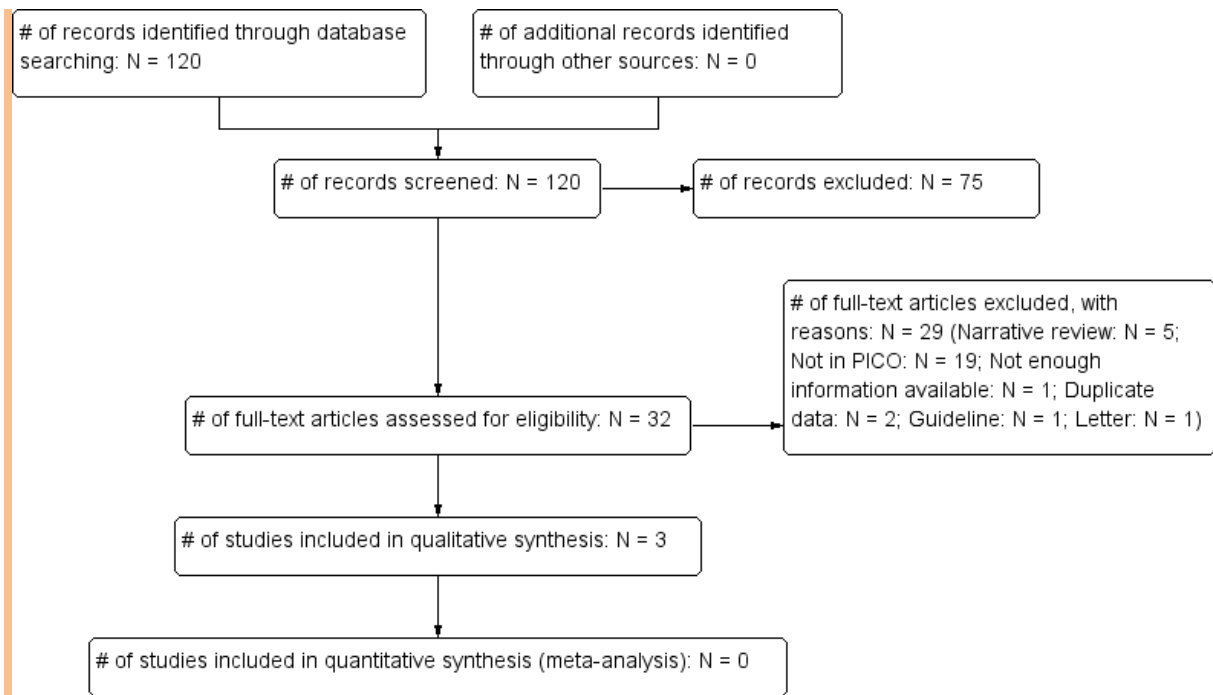 # of records identified through database
searching: N = 120
# of additional records identified
through other sources: N = 0
# of records screened: N = 120
# of records excluded: N = 75
# of full-text articles excluded, with
reasons: N = 29 (Narrative review: N = 5;
Not in PICO: N = 19; Not enough
information available: N = 1; Duplicate
data: N = 2; Guideline: N = 1; Letter: N = 1)
# of full-text articles assessed for eligibility: N = 32
# of studies included in qualitative synthesis: N = 3
# of studies included in quantitative synthesis (meta-analysis): N = 0